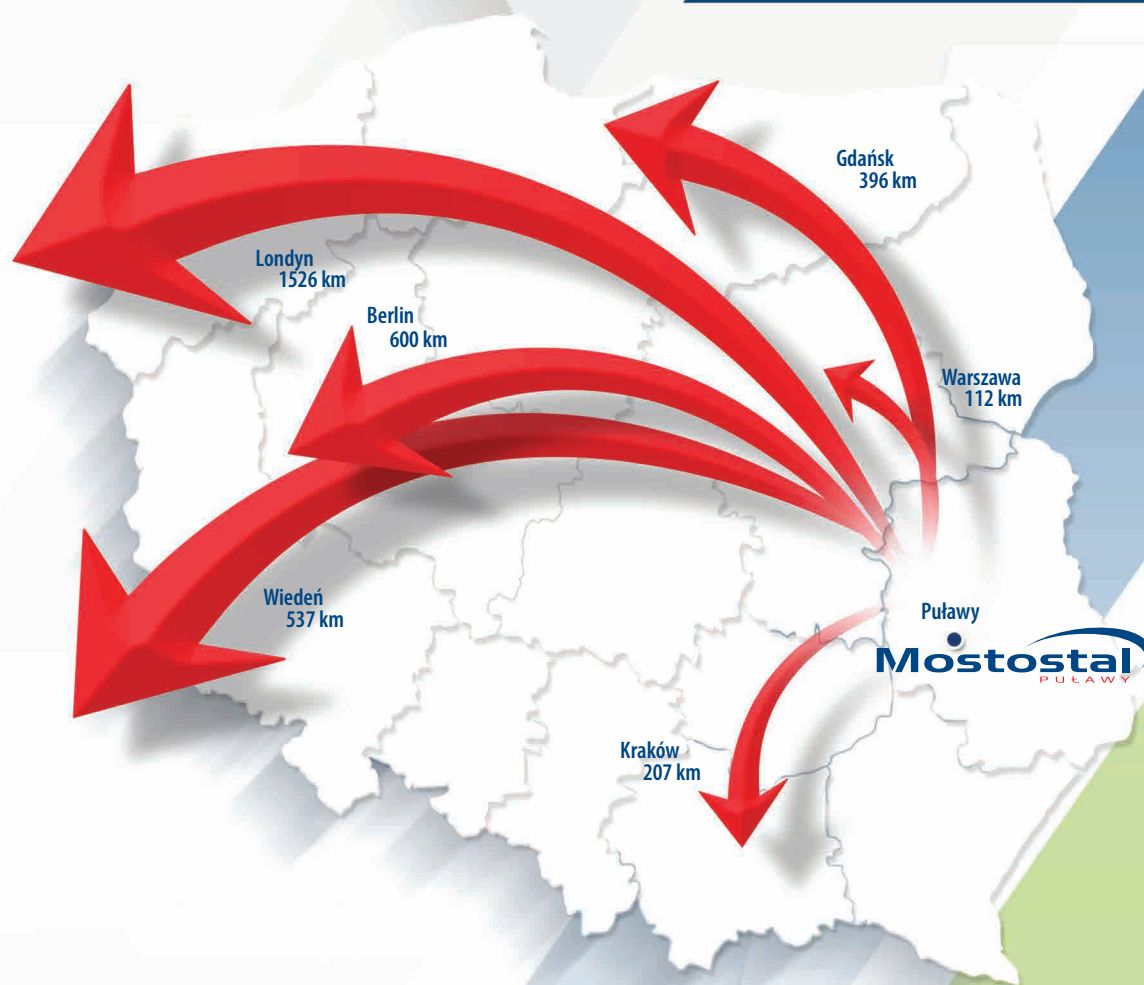 Gdańsk
396 km
Londyn
1526 km
Berlin
600 km
Warszawa
112 km
Wiedeń
537 km
Puławy
Mostostal
PUŁAWY
Kraków
207 km